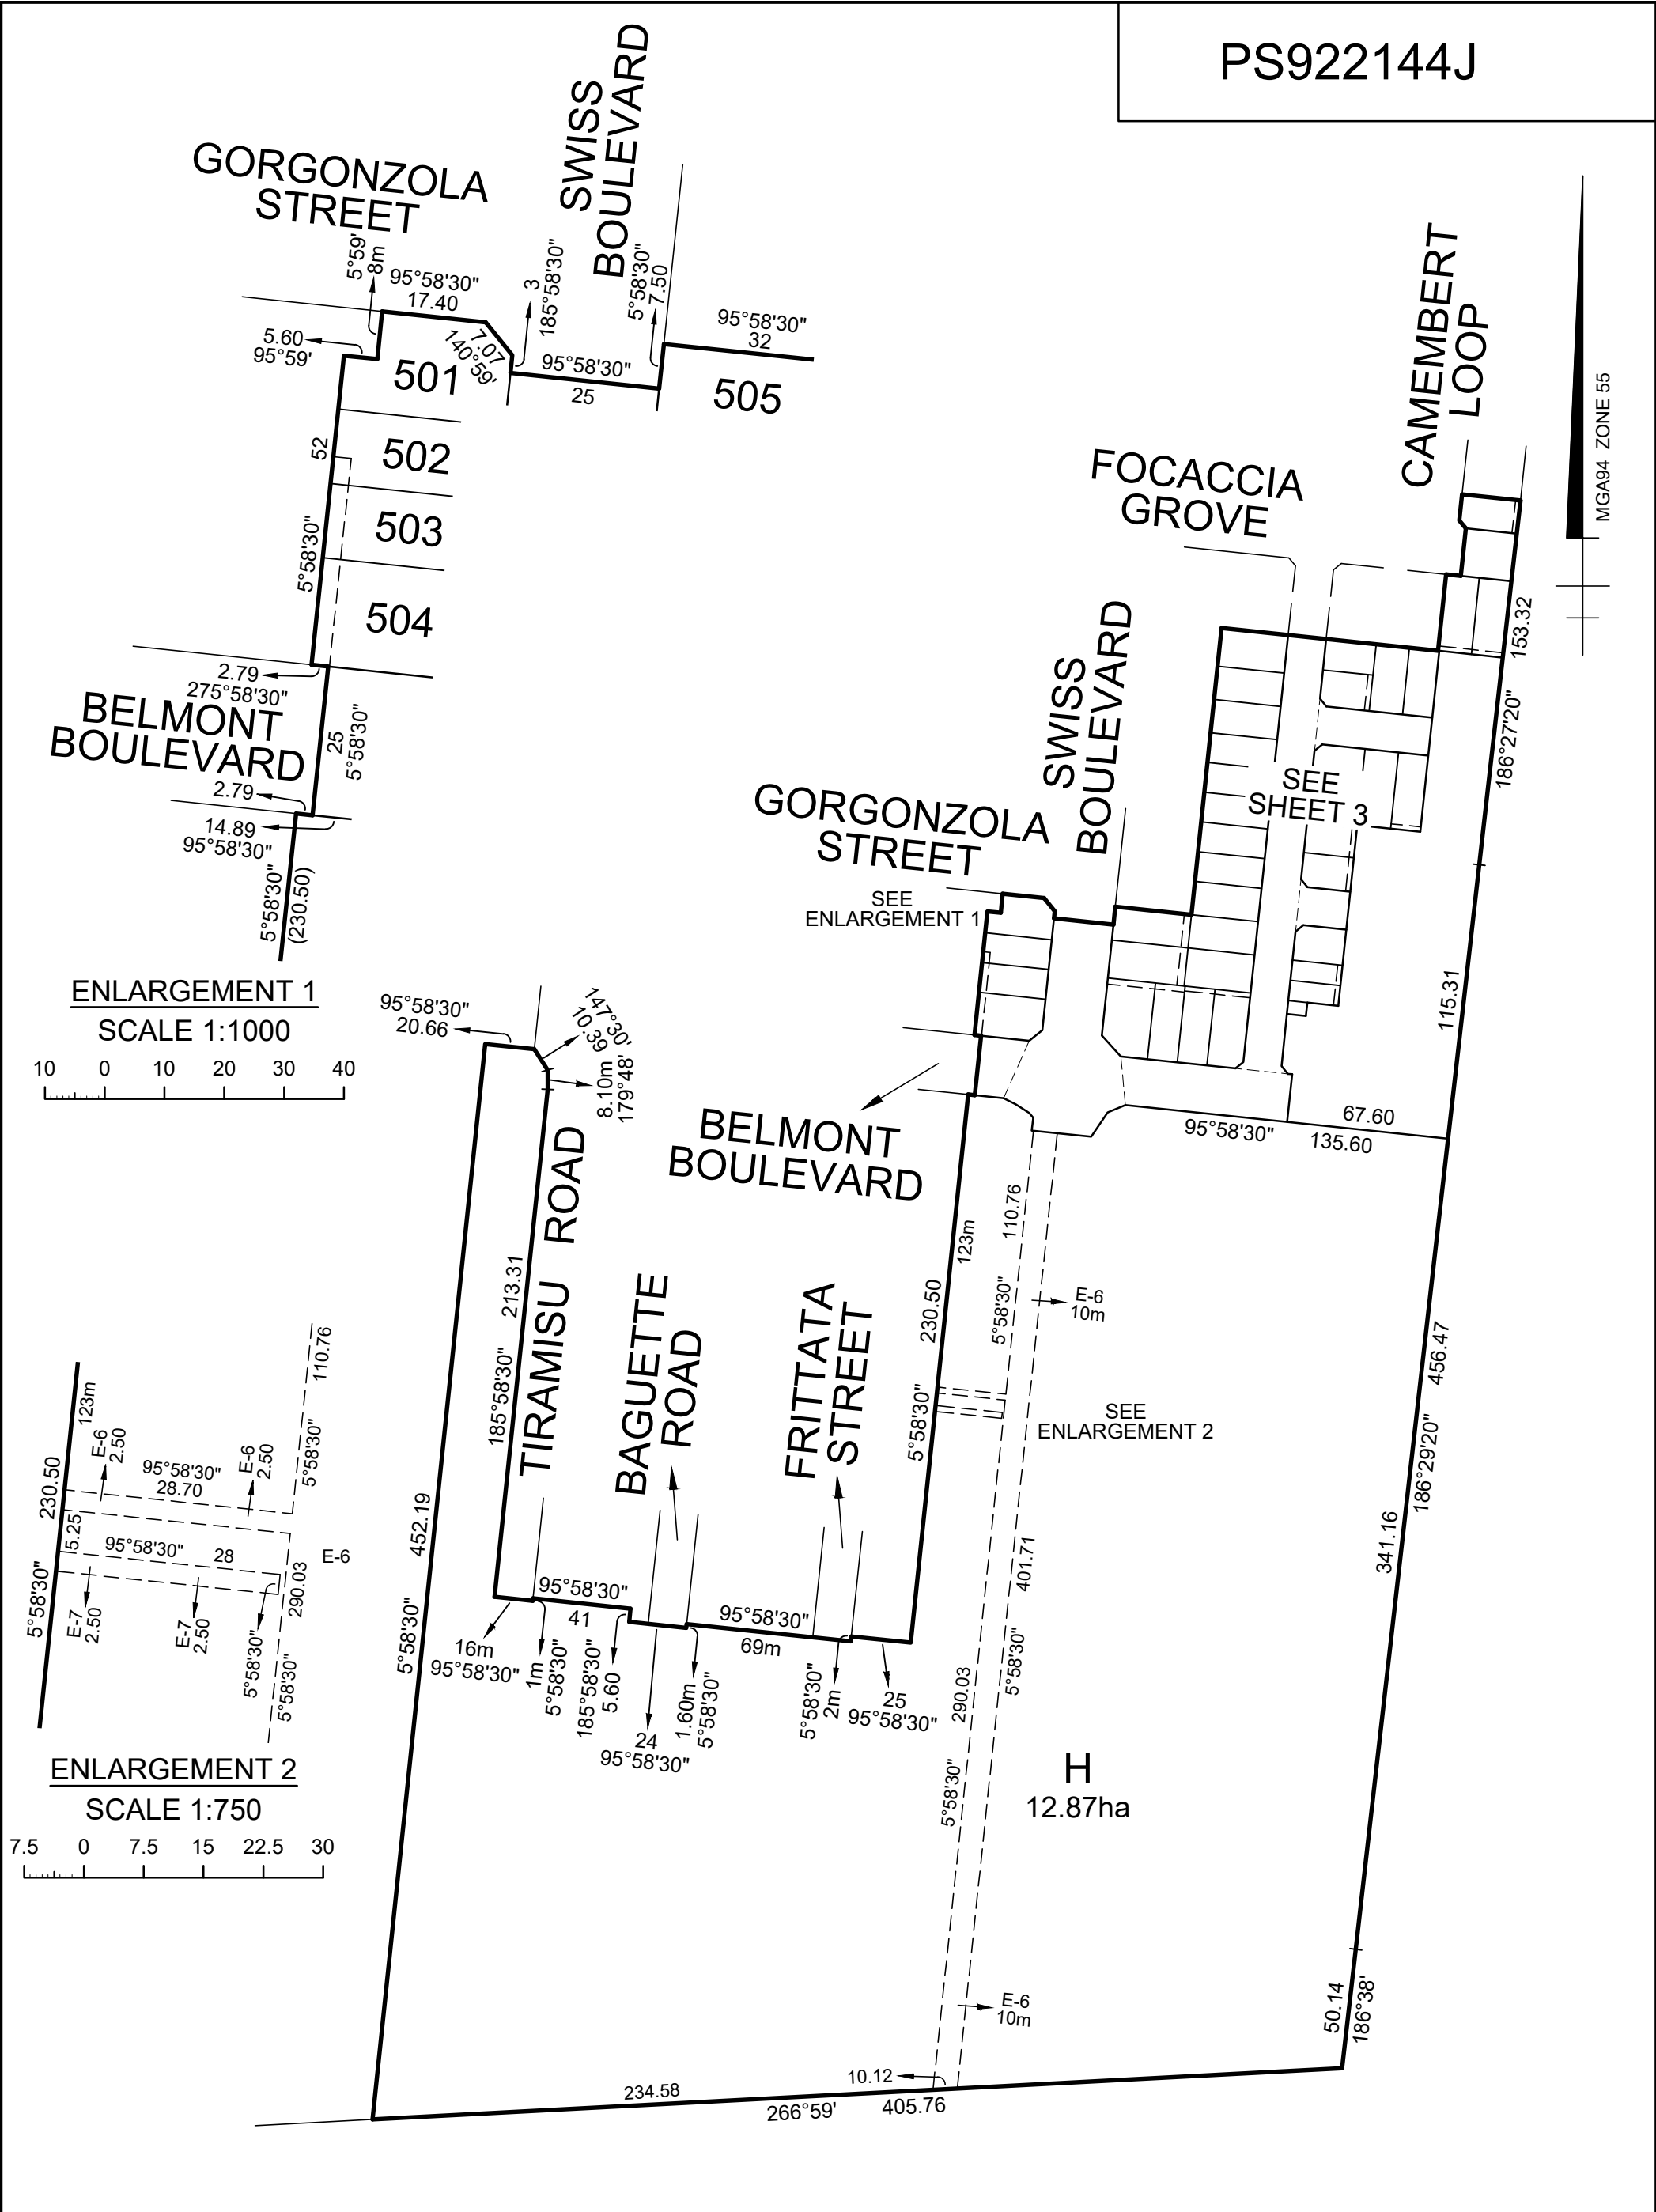 PS922144J
SWISS
BOULEVARD
GORGONZOLA
STREET
5°59'
8m
95°58'30"
17.40
3
185°58'30"
5°58'30"
7.50
95°58'30"
32
5.60
95°59'
7.07
140°59'
95°58'30"
25
501
505
502
52
503
5°58'30"
504
2.79
275°58'30"
BELMONT
BOULEVARD
25
5°58'30"
2.79
14.89
95°58'30"
5°58'30"
(230.50)
ENLARGEMENT 1
SCALE 1:1000
10 0 10 20 30 40
CAMEMBERT
LOOP
MGA94 ZONE 55
FOCACCIA
GROVE
153.32
186°27'20"
SWISS
BOULEVARD
SEE
SHEET 3
GORGONZOLA
STREET
SEE
ENLARGEMENT 1
115.31
95°58'30"
20.66
147°30'
10.39
8.10m
179°48'
BELMONT
BOULEVARD
67.60
95°58'30"
135.60
TIRAMISU ROAD
213.31
185°58'30"
BAGUETTE
ROAD
FRITTATA
STREET
123m
230.50
5°58'30"
110.76
5°58'30"
E-6
10m
SEE
ENLARGEMENT 2
456.47
186°29'20"
341.16
452.19
5°58'30"
95°58'30"
41
16m
95°58'30"
1m
5°58'30"
185°58'30"
5.60
24
95°58'30"
1.60m
5°58'30"
95°58'30"
69m
5°58'30"
2m
25
95°58'30"
401.71
5°58'30"
290.03
5°58'30"
H
12.87ha
110.76
123m
E-6
2.50
95°58'30"
28.70
E-6
2.50
5°58'30"
230.50
5.25
95°58'30"
28
E-6
290.03
5°58'30"
E-7
2.50
E-7
2.50
5°58'30"
5°58'30"
ENLARGEMENT 2
SCALE 1:750
7.5 0 7.5 15 22.5 30
E-6
10m
50.14
186°38'
10.12
234.58
266°59'
405.76